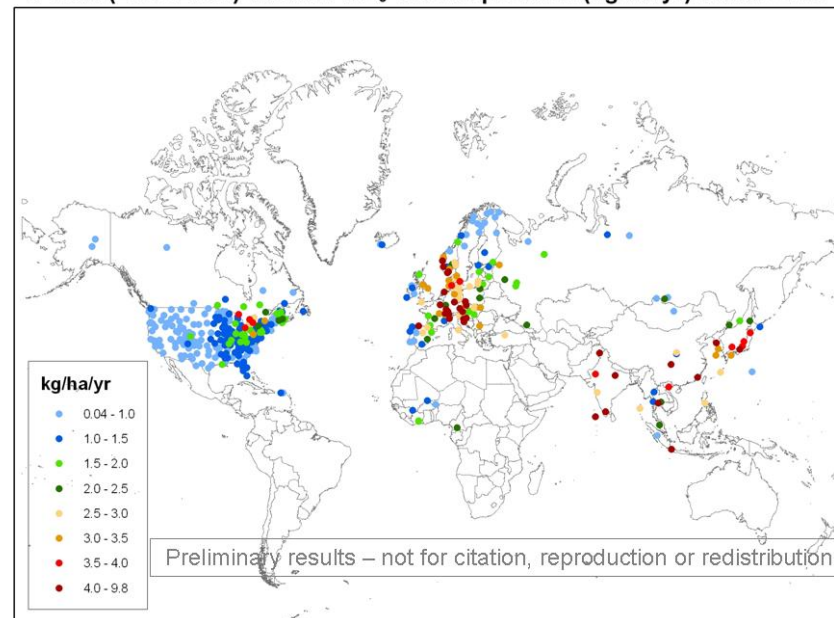 kg/ha/yr
0.04 - 1.0
1.0 - 1.5
1.5 - 2.0
2.0 - 2.5
2.5 - 3.0
3.0 - 3.5
3.5 - 4.0
4.0 - 9.8
Preliminary results – not for citation, reproduction or redistribution